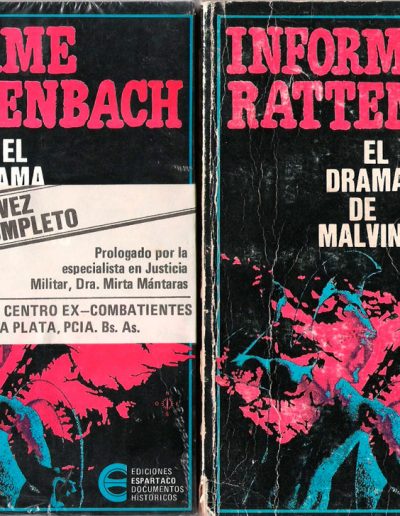 RME
ENBACH
EL
AMA
VEZ
MPLETO
Prologado por la
especialista en Justicia
Militar, Dra. Mirta Mántaras
CENTRO EX—COMBATIENTES
A PLATA, PCIA. Bs. As.
EDICIONES
ESPARTACO
DOCUMENTOS
HISTORICOS
INFORM
RATTEN
EL
DRAMA
DE
MALVIN